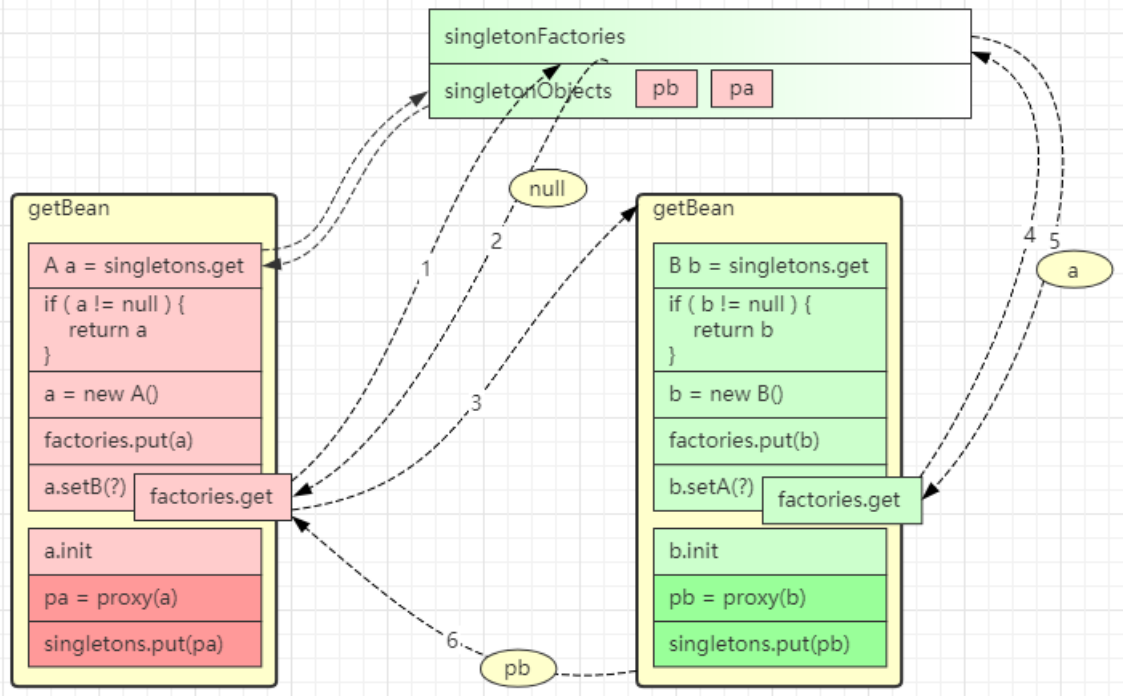 singletonFactories
singletonObjects
pb
pa
null
getBean
A a = singletons.get
if ( a != null ) {
return a
}
a = new A()
factories.put(a)
a.setB(?)
factories.get
a.init
pa = proxy(a)
singletons.put(pa)
1
2
3
getBean
B b = singletons.get
if ( b != null ) {
return b
}
b = new B()
factories.put(b)
b.setA(?)
factories.get
b.init
pb = proxy(b)
singletons.put(pb)
4
5
a
6
pb